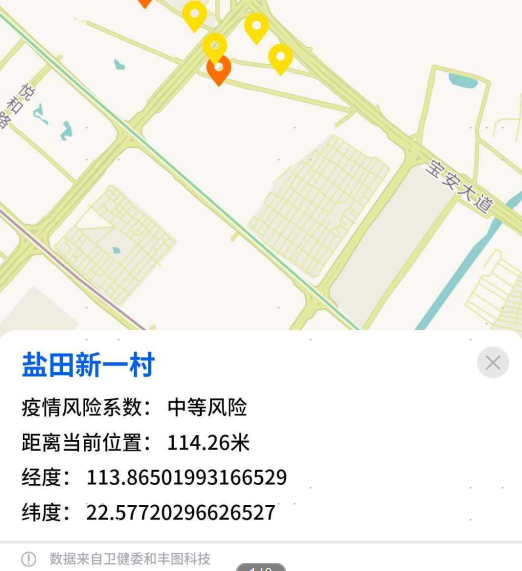 悦和路
宝安大道
盐田新一村
疫情风险系数： 中等风险
距离当前位置： 114.26米
经度： 113.86501993166529
纬度： 22.57720296626527
数据来自卫健委和丰图科技